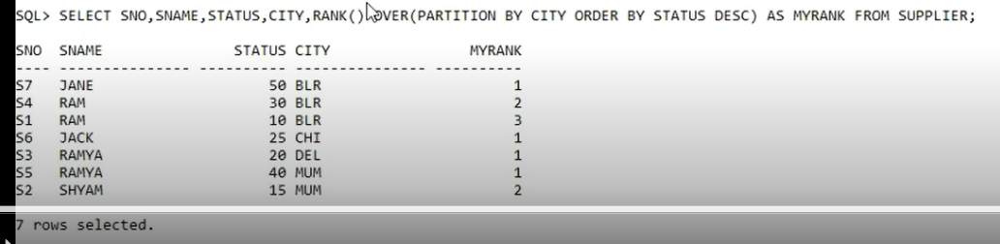 SQL> SELECT SNO,SNAME,STATUS,CITY,RANK() OVER(PARTITION BY CITY ORDER BY STATUS DESC) AS MYRANK FROM SUPPLIER;
SNO SNAME STATUS CITY MYRANK
---- --------------- ---------- --------------- ----------
S7 JANE 50 BLR 1
S4 RAM 30 BLR 2
S1 RAM 10 BLR 3
S6 JACK 25 CHI 1
S3 RAMYA 20 DEL 1
S5 RAMYA 40 MUM 1
S2 SHYAM 15 MUM 2
7 rows selected.